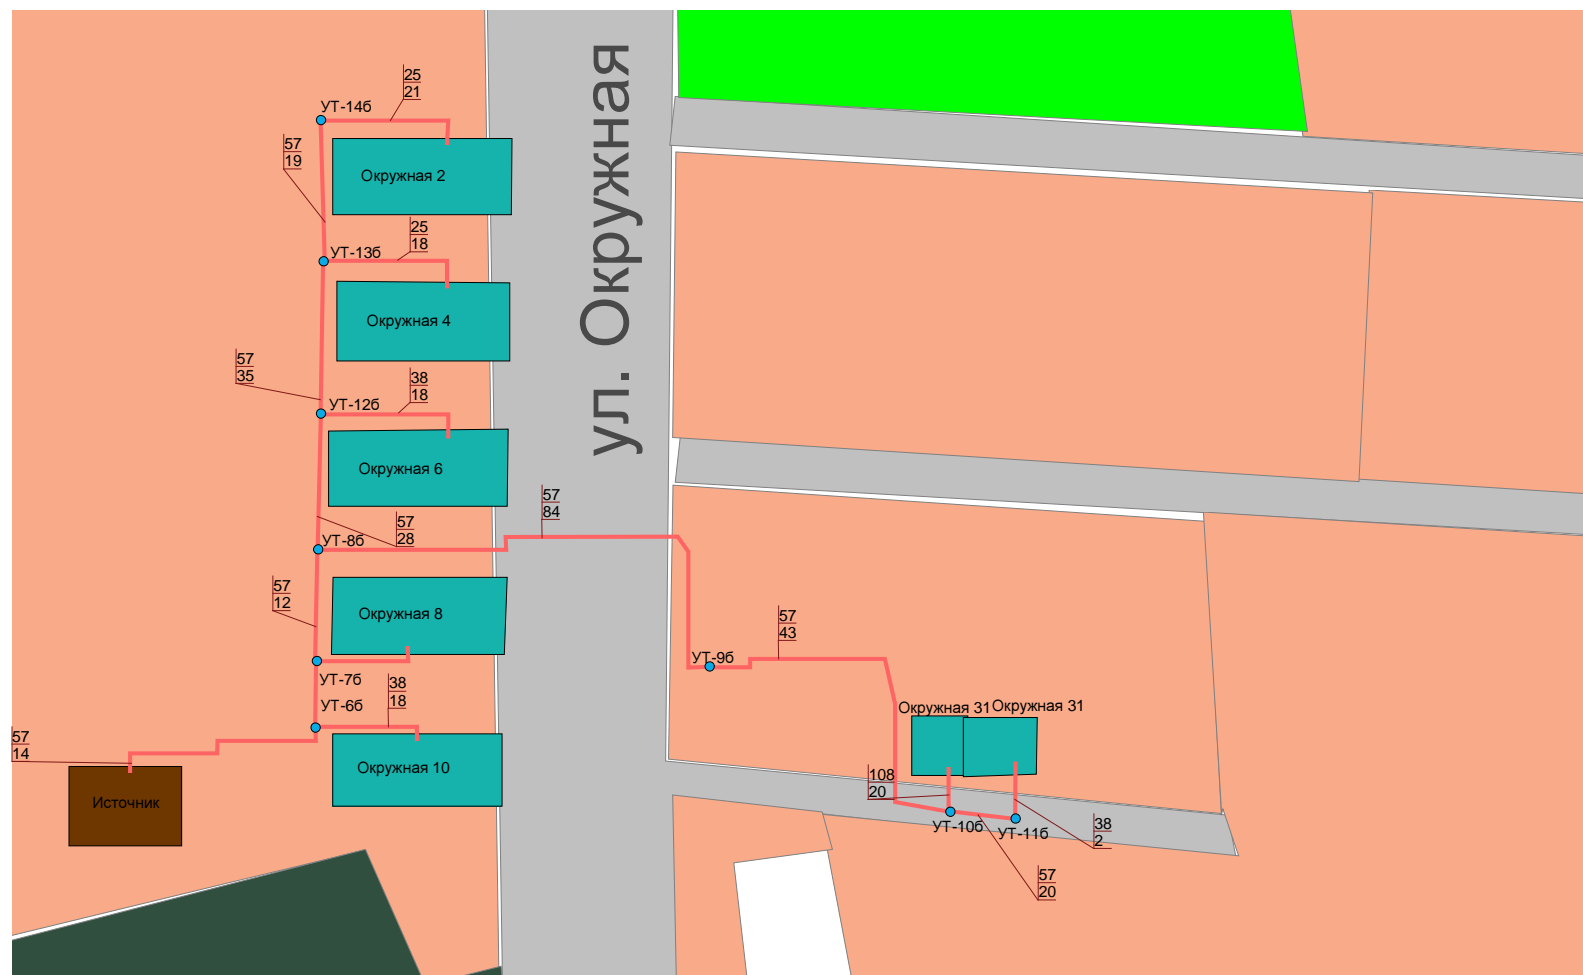 25
21
УТ-14б
57
19
Окружная 2
25
18
УТ-13б
Окружная 4
57
35
38
18
УТ-12б
Окружная 6
ул. Окружная
57
84
57
28
УТ-8б
57
12
Окружная 8
УТ-7б
38
18
УТ-6б
57
14
Окружная 10
Источник
УТ-9б
57
43
Окружная 31
Окружная 31
108
20
УТ-10б
УТ-11б
38
2
57
20